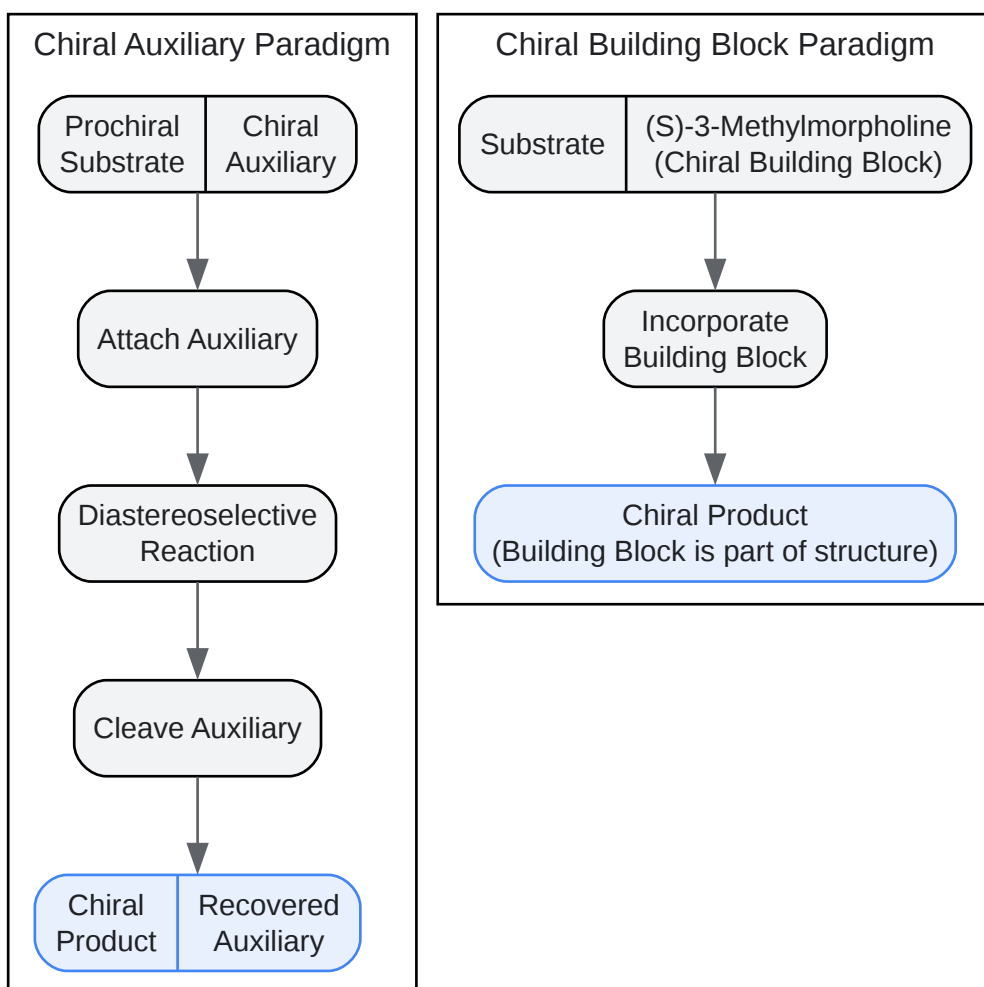 Chiral Auxiliary Paradigm
Prochiral
Substrate
Chiral
Auxiliary
Attach Auxiliary
Diastereoselective
Reaction
Cleave Auxiliary
Chiral
Product
Recovered
Auxiliary
Chiral Building Block Paradigm
Substrate
(S)-3-Methylmorpholine
(Chiral Building Block)
Incorporate
Building Block
Chiral Product
(Building Block is part of structure)